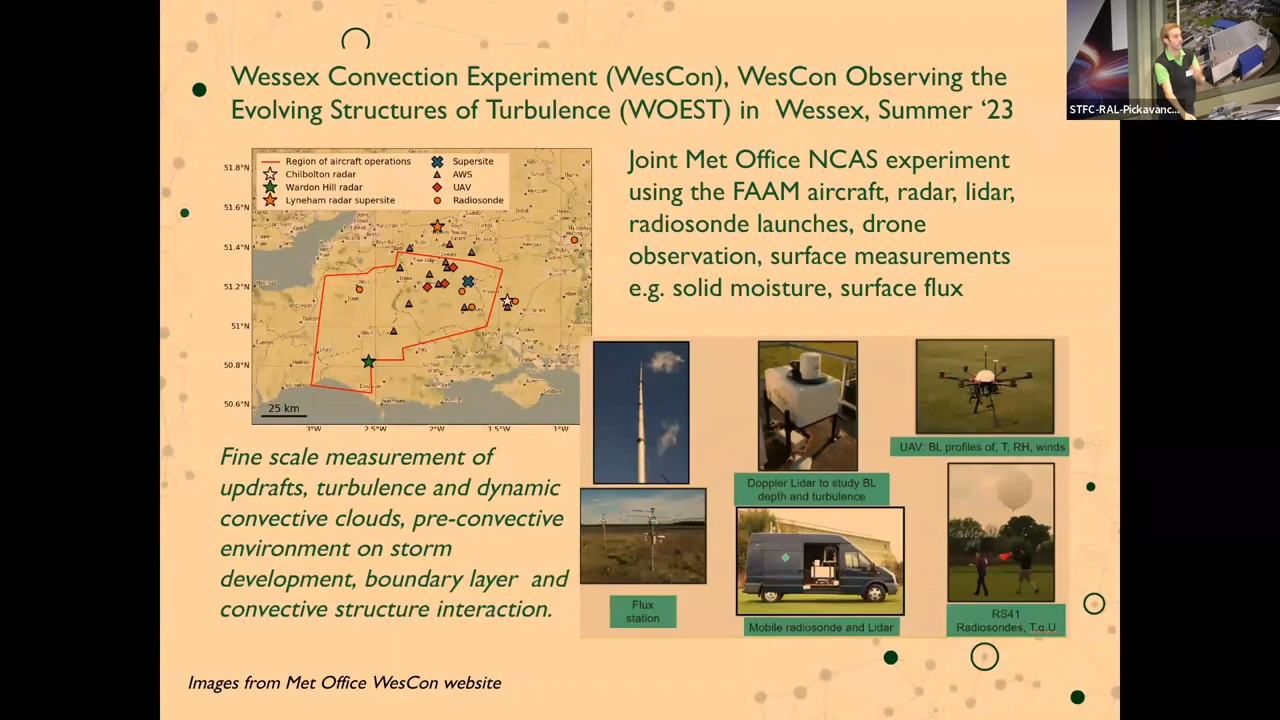 Wessex Convection Experiment (WesCon), WesCon Observing the
Evolving Structures of Turbulence (WOEST) in Wessex, Summer ‘23
STFC-RAL-Pickavanc...
Region of aircraft operations
Chilbolton radar
Wardon Hill radar
Lyneham radar supersite
Supersite
AWS
UAV
Radiosonde
51.8°N
51.6°N
51.4°N
51.2°N
51°N
50.8°N
50.6°N
25 km
3°W 2.5°W 2°W 1.5°W 1°W
Joint Met Office NCAS experiment
using the FAAM aircraft, radar, lidar,
radiosonde launches, drone
observation, surface measurements
e.g. solid moisture, surface flux
Fine scale measurement of
updrafts, turbulence and dynamic
convective clouds, pre-convective
environment on storm
development, boundary layer and
convective structure interaction.
UAV: BL profiles of, T, RH, winds
Doppler Lidar to study BL
depth and turbulence
Flux
station
Mobile radiosonde and Lidar
RS41
Radiosondes, T,q,U
Images from Met Office WesCon website